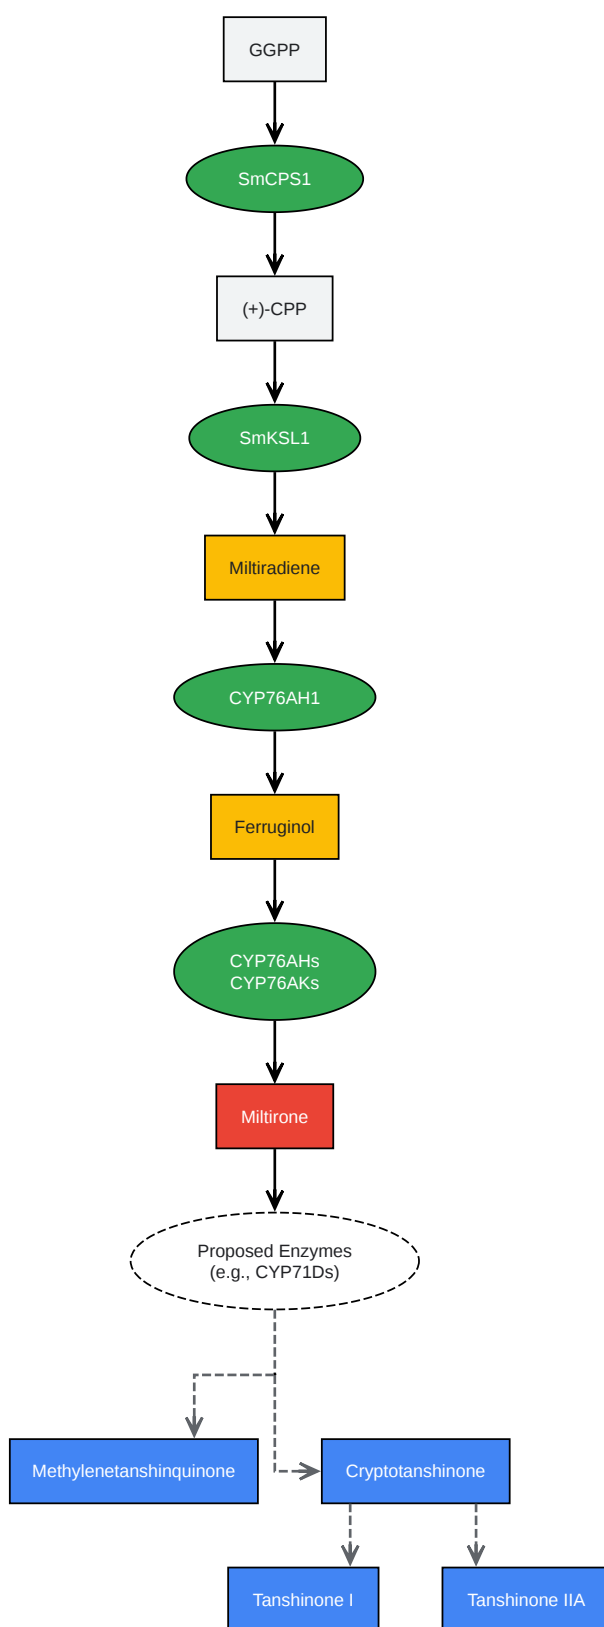 GGPP
SmCPS1
(+)-CPP
SmKSL1
Miltiradiene
CYP76AH1
Ferruginol
CYP76AHs
CYP76AKs
Miltirone
Proposed Enzymes
(e.g., CYP71Ds)
Methylenetanshinquinone
Cryptotanshinone
Tanshinone I
Tanshinone IIA